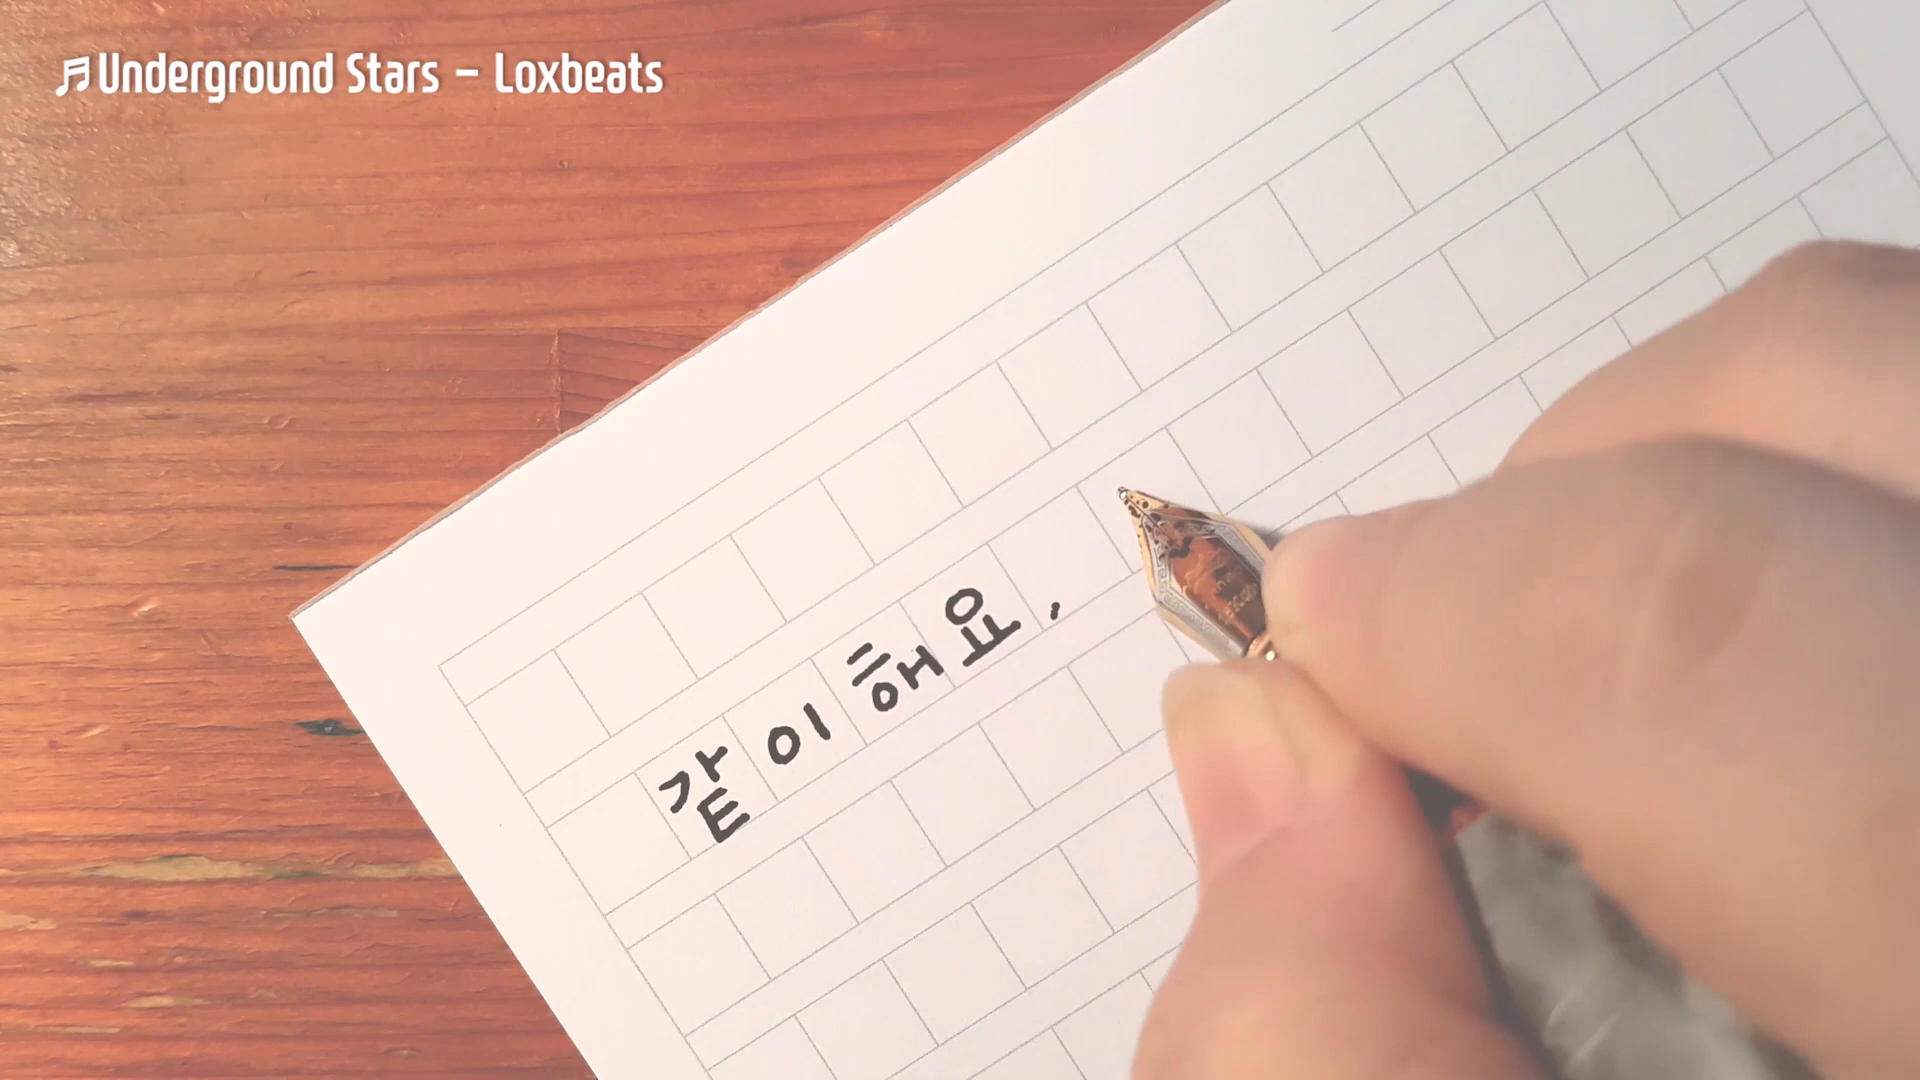 ♬Underground Stars - Loxbeats
같이해요,